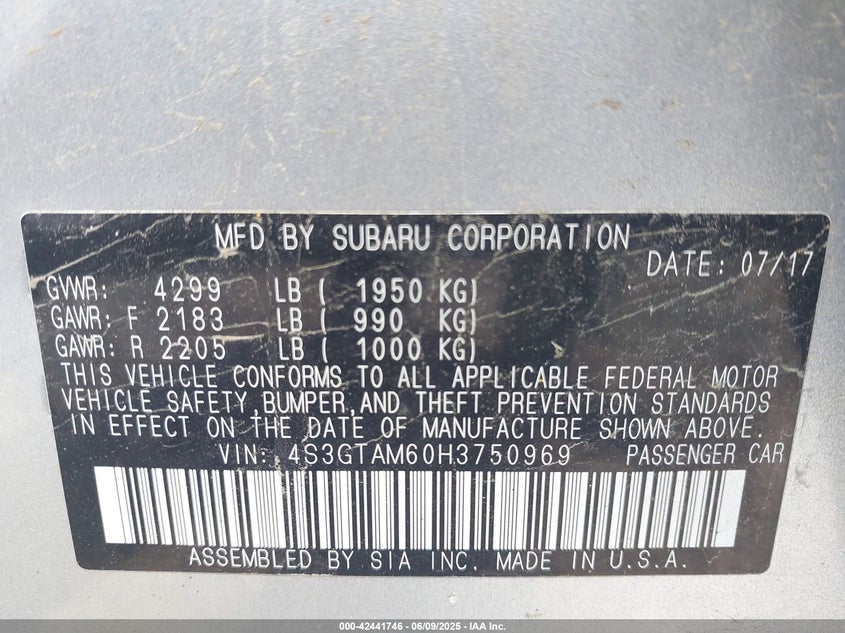 MFD BY SUBARU CORPORATION
DATE: 07/17
GVWR: 4299 LB ( 1950 KG)
GAWR: F 2183 LB ( 990 KG)
GAWR: R 2205 LB ( 1000 KG)
THIS VEHICLE CONFORMS TO ALL APPLICABLE FEDERAL MOTOR
VEHICLE SAFETY,BUMPER,AND THEFT PREVENTION STANDARDS
IN EFFECT ON THE DATE OF MANUFACTURE SHOWN ABOVE.
VIN: 4S3GTAM60H3750969 PASSENGER CAR
ASSEMBLED BY SIA INC. MADE IN U.S.A.
000-42441746 - 06/09/2025 - IAA Inc.